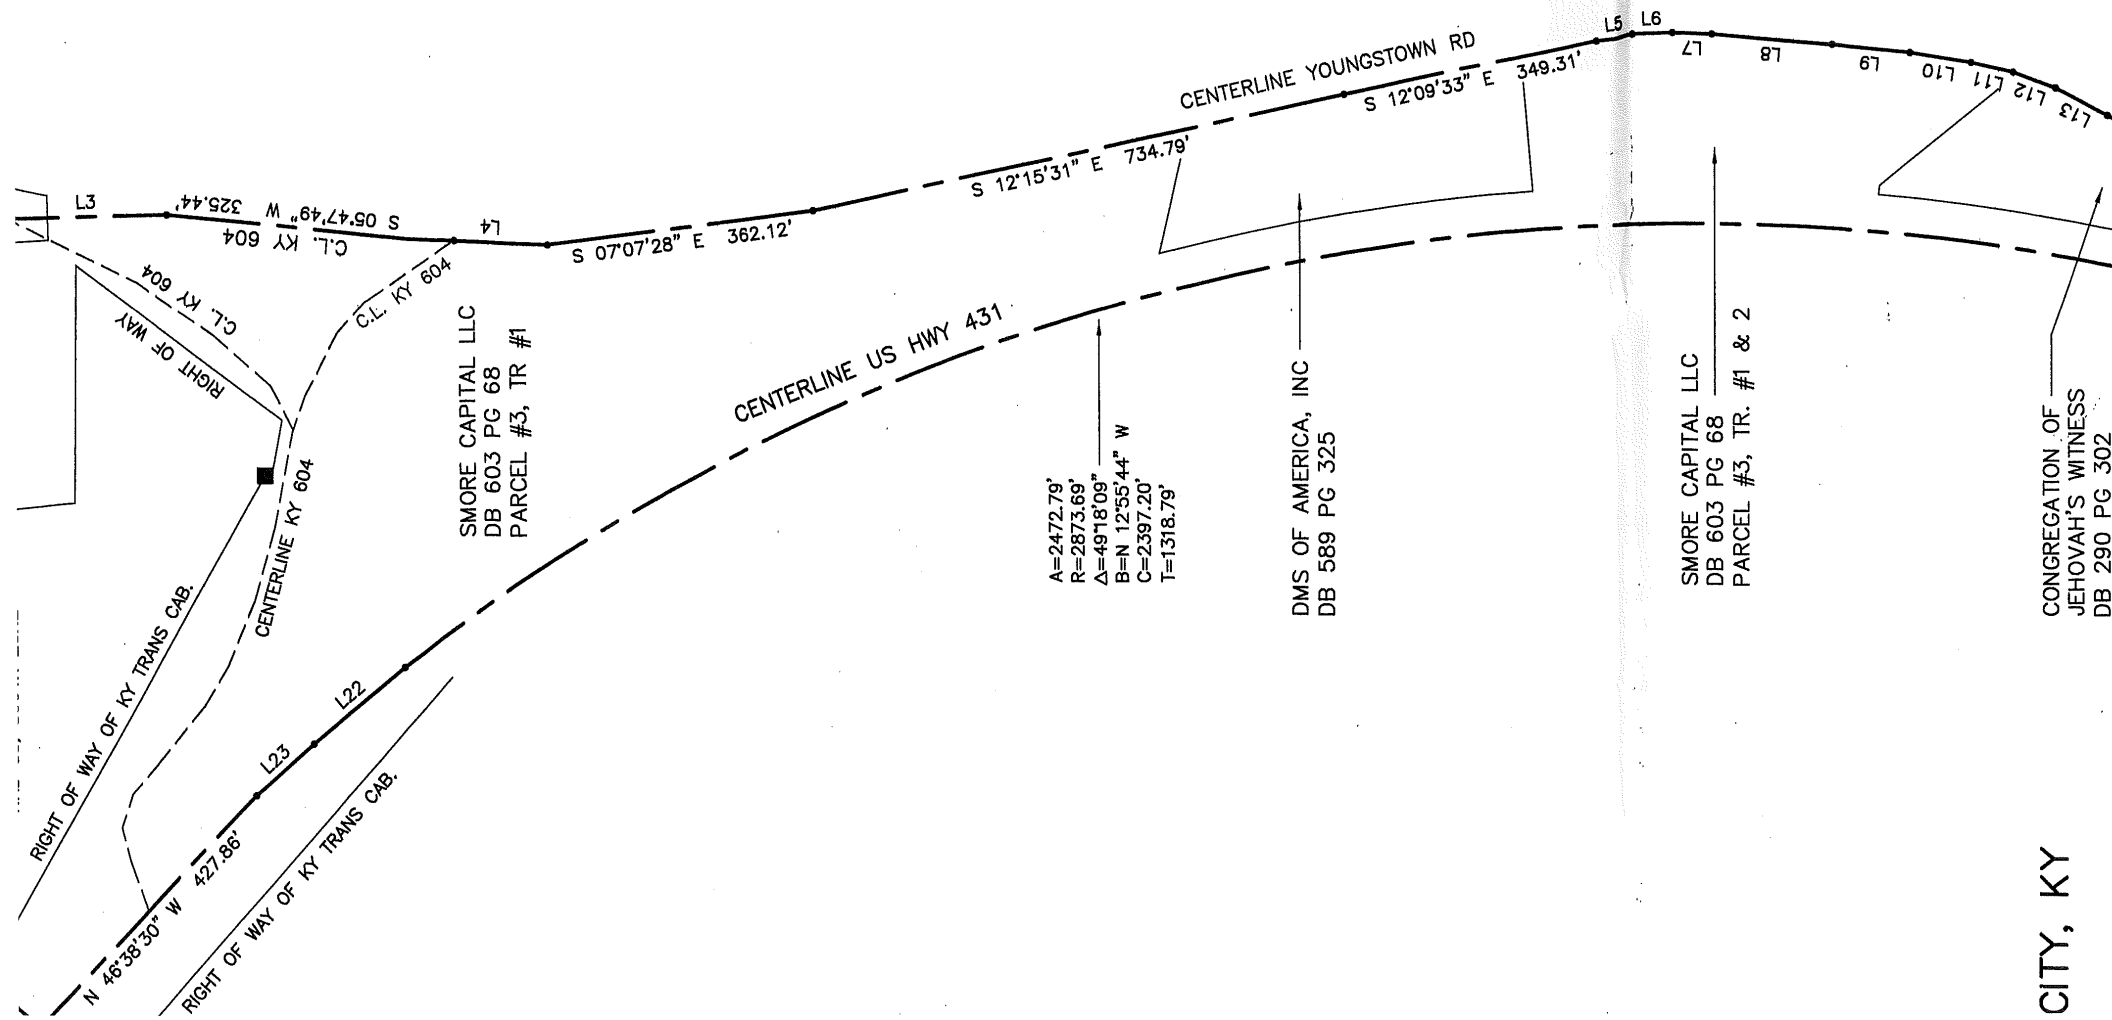 L3
S 05°47'49" W 325.44'
C.L. KY 604
L4
S 07°07'28" E 362.12'
S 12°15'31" E 734.79'
CENTERLINE YOUNGSTOWN RD
S 12°09'33" E 349.31'
L5
L6
L7
L8
L9
L10
L11
L12
L13
C.L. KY 604
RIGHT OF WAY
C.L. KY 604
SMORE CAPITAL LLC
DB 603 PG 68
PARCEL #3, TR #1
CENTERLINE US HWY 431
CENTERLINE KY 604
RIGHT OF WAY OF KY TRANS CAB.
L22
L23
N 46°38'30" W 427.86'
RIGHT OF WAY OF KY TRANS CAB.
A=2472.79'
R=2873.69'
Δ=49°18'09"
B=N 12°55'44" W
C=2397.20'
T=1318.79'
DMS OF AMERICA, INC
DB 589 PG 325
SMORE CAPITAL LLC
DB 603 PG 68
PARCEL #3, TR. #1 & 2
CONGREGATION OF
JEHOVAH'S WITNESS
DB 290 PG 302
CITY, KY